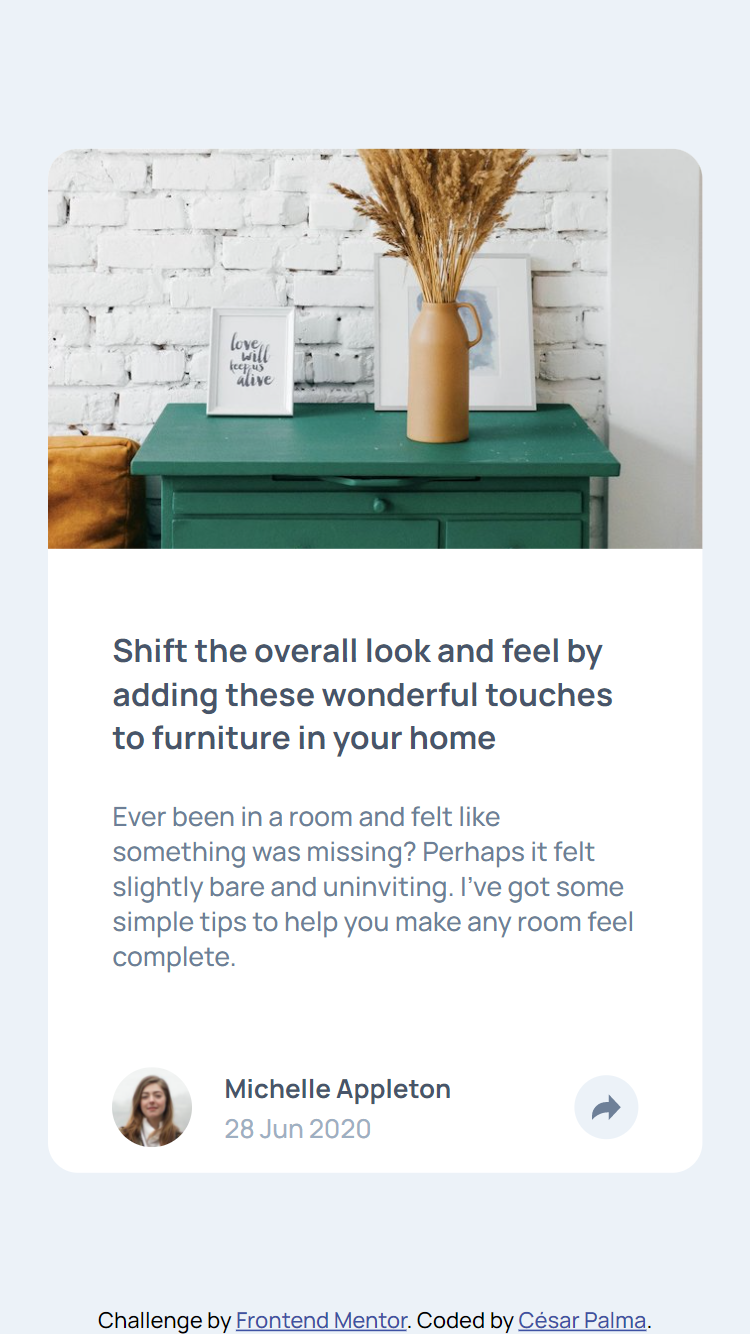 love
will
keep us
alive
Shift the overall look and feel by
adding these wonderful touches
to furniture in your home
Ever been in a room and felt like
something was missing? Perhaps it felt
slightly bare and uninviting. I’ve got some
simple tips to help you make any room feel
complete.
Michelle Appleton
28 Jun 2020
Challenge by Frontend Mentor. Coded by César Palma.